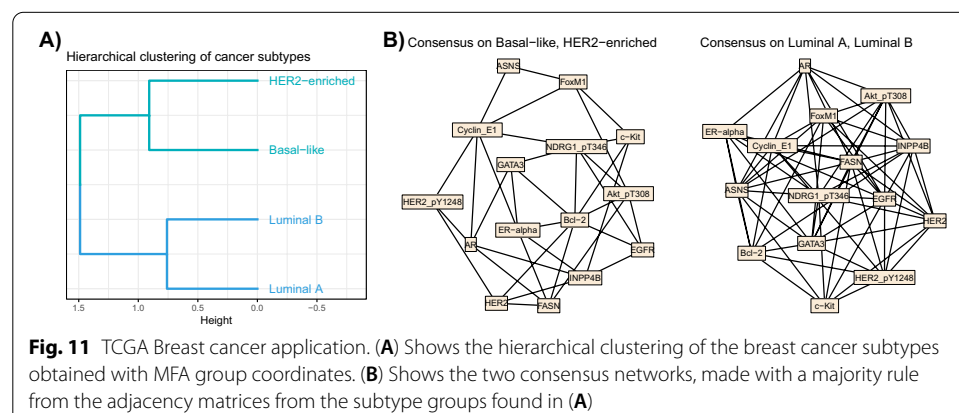 A)
Hierarchical clustering of cancer subtypes
HER2-enriched
Basal-like
Luminal B
Luminal A
1.5 1.0 0.5 0.0 -0.5
Height
B)
Consensus on Basal-like, HER2-enriched
ASNS
FoxM1
Cyclin_E1
c-Kit
NDRG1_pT346
GATA3
HER2_pY1248
Akt_pT308
Bcl-2
ER-alpha
AR
EGFR
INPP4B
HER2
FASN
Consensus on Luminal A, Luminal B
AR
Akt_pT308
FoxM1
ER-alpha
Cyclin_E1
INPP4B
FASN
ASNS
NDRG1_pT346
EGFR
HER2
GATA3
Bcl-2
HER2_pY1248
c-Kit
Fig. 11 TCGA Breast cancer application. (A) Shows the hierarchical clustering of the breast cancer subtypes
obtained with MFA group coordinates. (B) Shows the two consensus networks, made with a majority rule
from the adjacency matrices from the subtype groups found in (A)